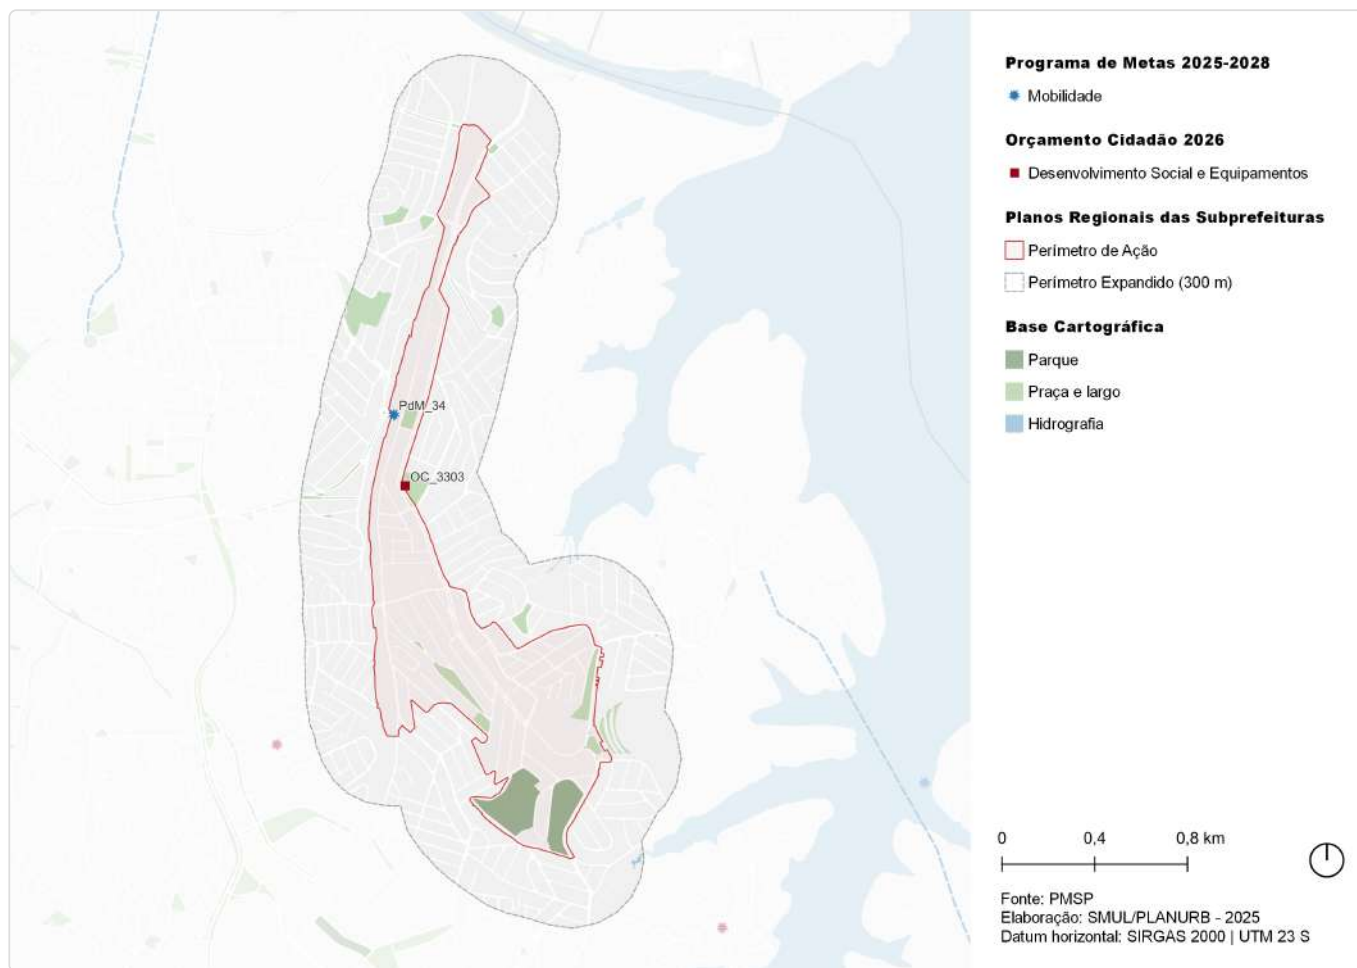 PdM_34
OC_3303
Programa de Metas 2025-2028
Mobilidade
Orçamento Cidadão 2026
Desenvolvimento Social e Equipamentos
Planos Regionais das Subprefeituras
Perímetro de Ação
Perímetro Expandido (300 m)
Base Cartográfica
Parque
Praça e largo
Hidrografia
0 0,4 0,8 km
Fonte: PMSP
Elaboração: SMUL/PLANURB - 2025
Datum horizontal: SIRGAS 2000 | UTM 23 S